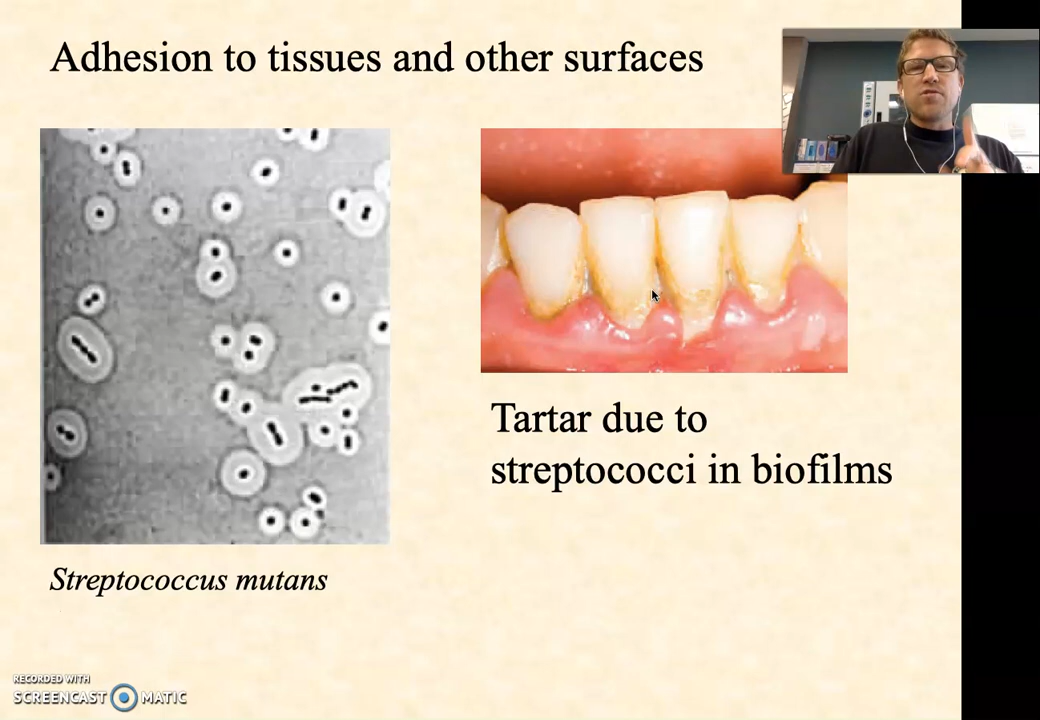 Adhesion to tissues and other surfaces
Tartar due to
streptococci in biofilms
Streptococcus mutans
RECORDED WITH
SCREENCAST MATIC